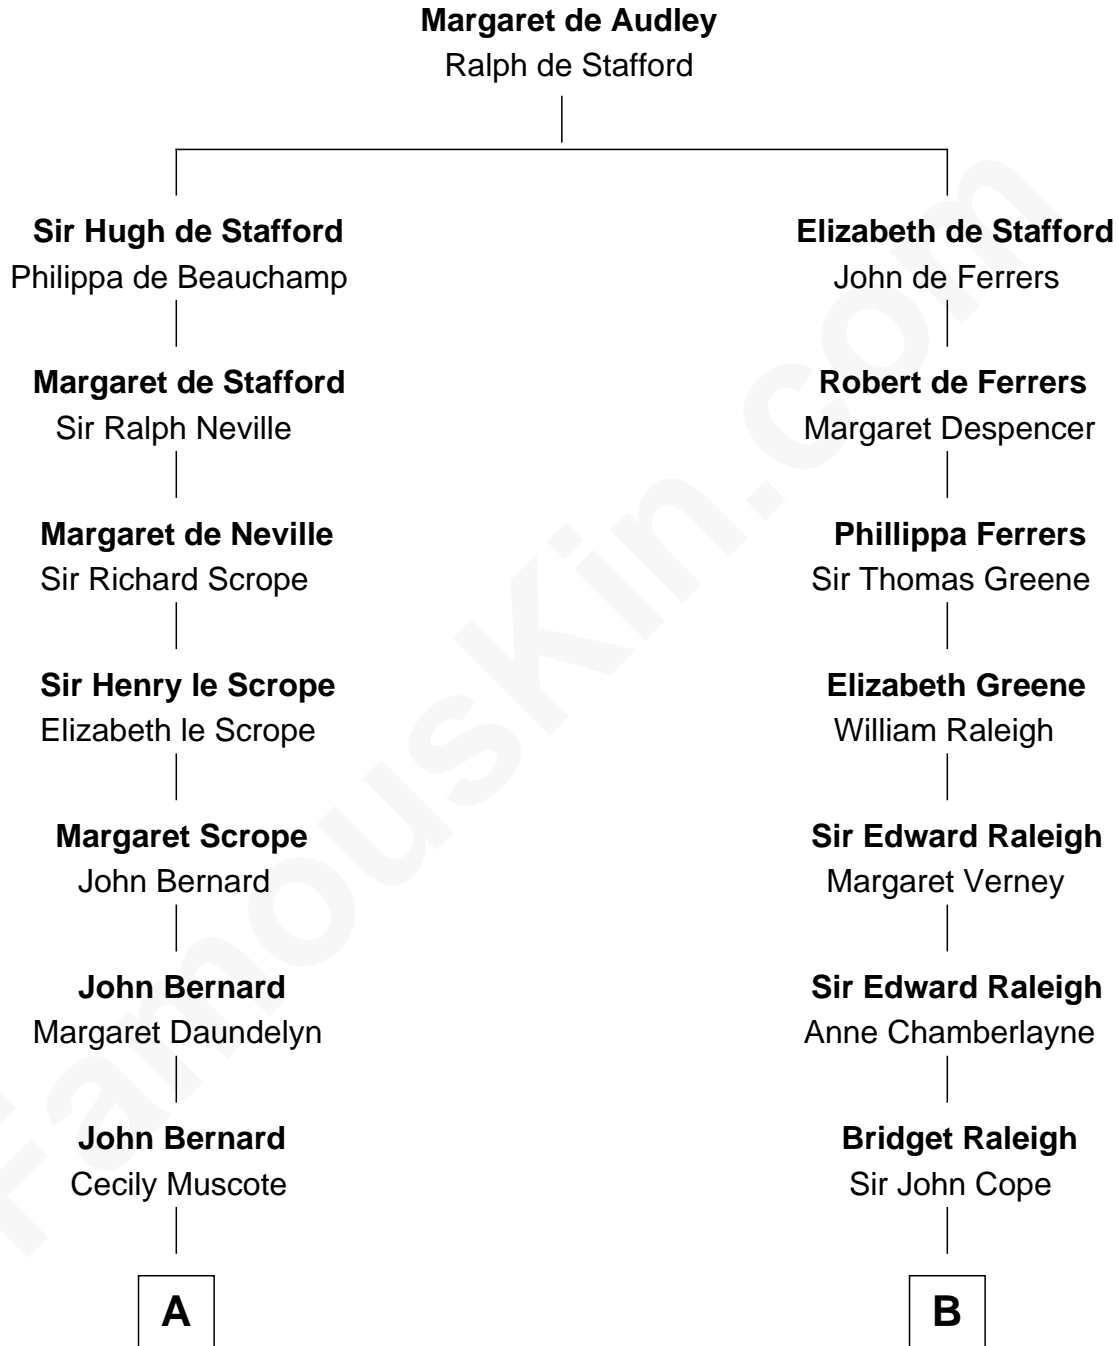 Margaret de Audley
Ralph de Stafford
Sir Hugh de Stafford
Philippa de Beauchamp
Margaret de Stafford
Sir Ralph Neville
Margaret de Neville
Sir Richard Scrope
Sir Henry le Scrope
Elizabeth le Scrope
Margaret Scrope
John Bernard
John Bernard
Margaret Daundelyn
John Bernard
Cecily Muscote
A
Elizabeth de Stafford
John de Ferrers
Robert de Ferrers
Margaret Despencer
Phillippa Ferrers
Sir Thomas Greene
Elizabeth Greene
William Raleigh
Sir Edward Raleigh
Margaret Verney
Sir Edward Raleigh
Anne Chamberlayne
Bridget Raleigh
Sir John Cope
B
FamousKin.com